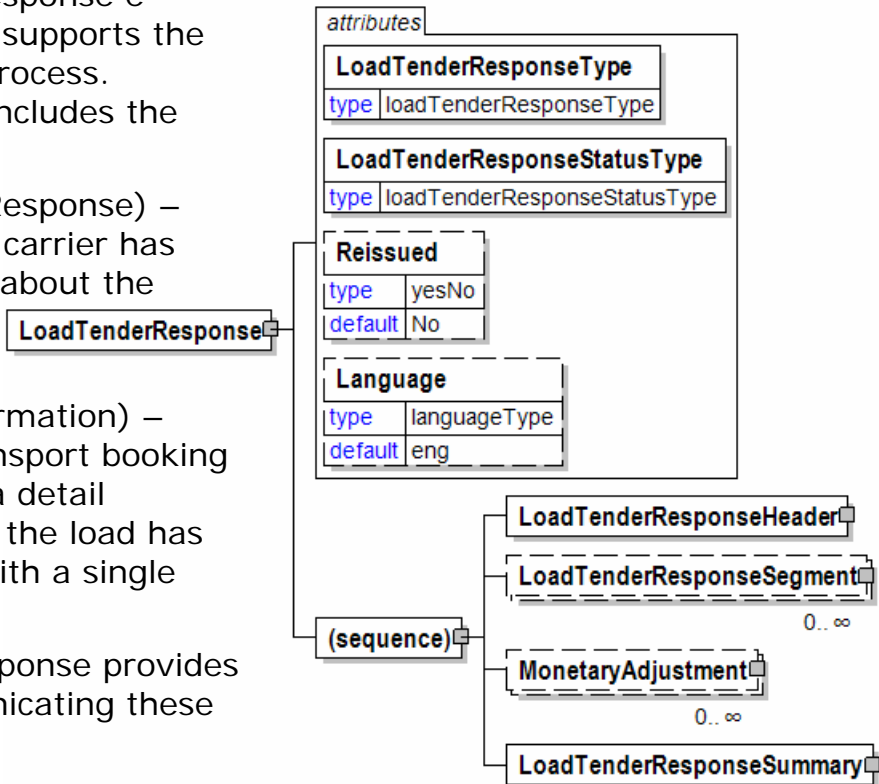 supports the
rocess.
ncludes the
esponse) –
carrier has
about the
rmation) –
nsport booking
a detail
the load has
ith a single
ponse provides
nicating these
LoadTenderResponse
attributes
LoadTenderResponseType
type loadTenderResponseType
LoadTenderResponseStatusType
type loadTenderResponseStatusType
Reissued
type yesNo
default No
Language
type languageType
default eng
(sequence)
LoadTenderResponseHeader
LoadTenderResponseSegment
0.. ∞
MonetaryAdjustment
0.. ∞
LoadTenderResponseSummary